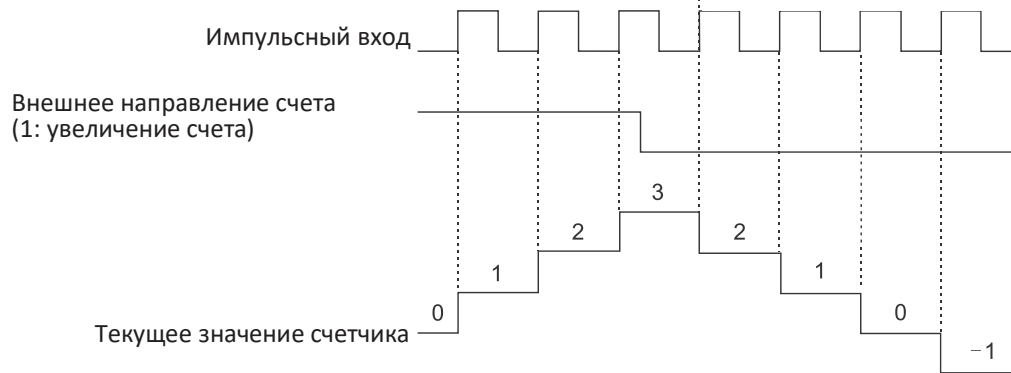 Импульсный вход
Внешнее направление счета
(1: увеличение счета)
3
2
2
1
1
0
0
Текущее значение счетчика
−1